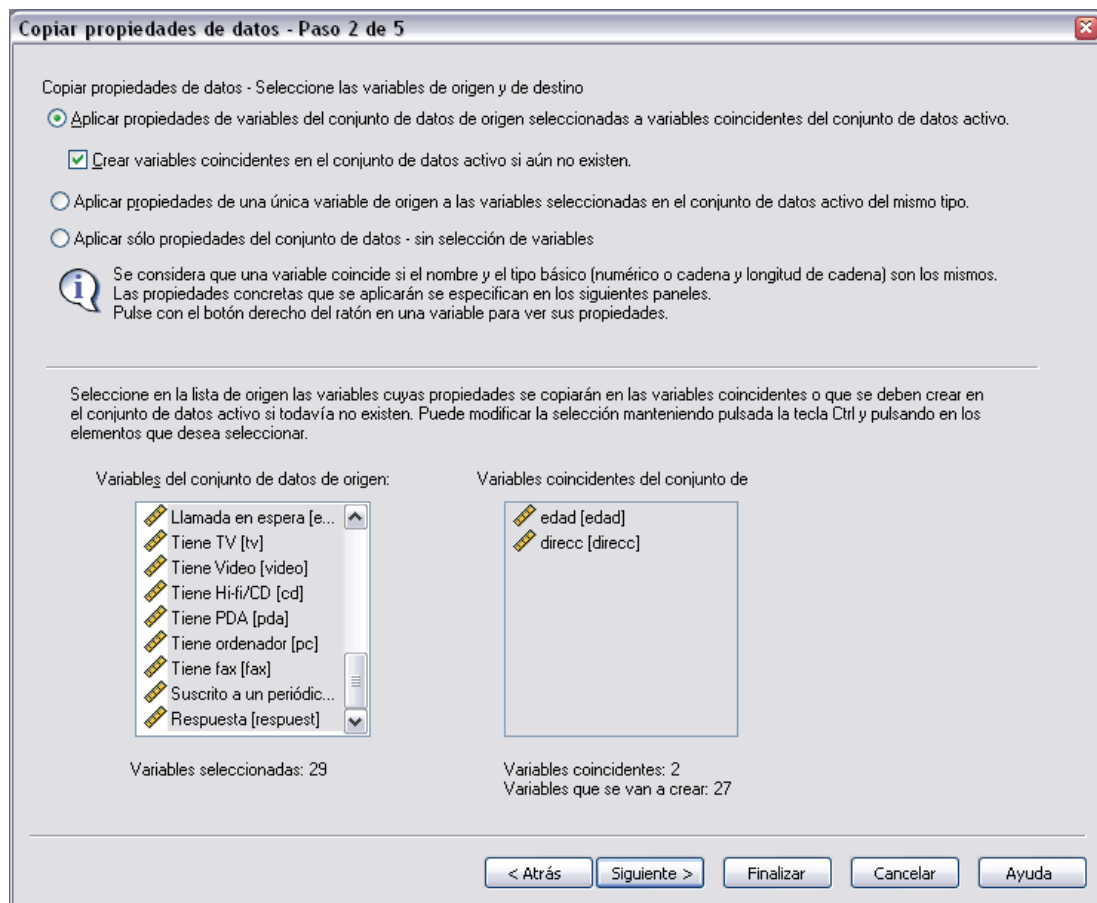 Copiar propiedades de datos - Paso 2 de 5
Copiar propiedades de datos - Seleccione las variables de origen y de destino
Aplicar propiedades de variables del conjunto de datos de origen seleccionadas a variables coincidentes del conjunto de datos activo.
Crear variables coincidentes en el conjunto de datos activo si aún no existen.
Aplicar propiedades de una única variable de origen a las variables seleccionadas en el conjunto de datos activo del mismo tipo.
Aplicar sólo propiedades del conjunto de datos - sin selección de variables
Se considera que una variable coincide si el nombre y el tipo básico (numérico o cadena y longitud de cadena) son los mismos.
Las propiedades concretas que se aplicarán se especifican en los siguientes paneles.
Pulse con el botón derecho del ratón en una variable para ver sus propiedades.
Seleccione en la lista de origen las variables cuyas propiedades se copiarán en las variables coincidentes o que se deben crear en
el conjunto de datos activo si todavía no existen. Puede modificar la selección manteniendo pulsada la tecla Ctrl y pulsando en los
elementos que desea seleccionar.
Variables del conjunto de datos de origen:
Llamada en espera [e...
Tiene TV [tv]
Tiene Video [video]
Tiene Hi-fi/CD [cd]
Tiene PDA [pda]
Tiene ordenador [pc]
Tiene fax [fax]
Suscrito a un periódic...
Respuesta [respuest]
Variables seleccionadas: 29
Variables coincidentes del conjunto de
edad [edad]
direcc [direcc]
Variables coincidentes: 2
Variables que se van a crear: 27
< Atrás
Siguiente >
Finalizar
Cancelar
Ayuda